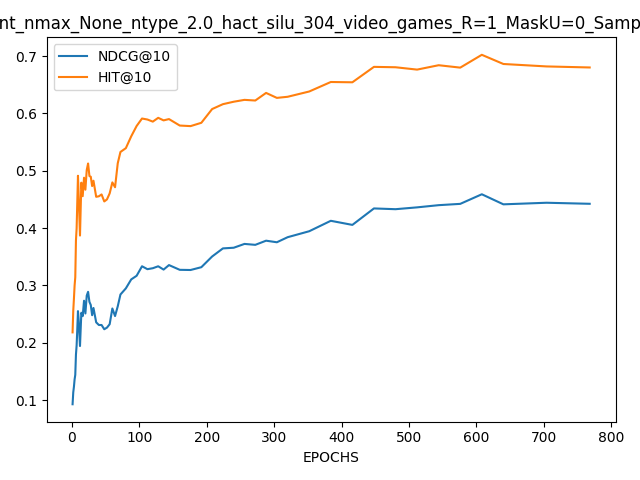 nt_nmax_None_ntype_2.0_hact_silu_304_video_games_R=1_MaskU=0_Samp
NDCG@10
HIT@10
0.7
0.6
0.5
0.4
0.3
0.2
0.1
0 100 200 300 400 500 600 700 800
EPOCHS